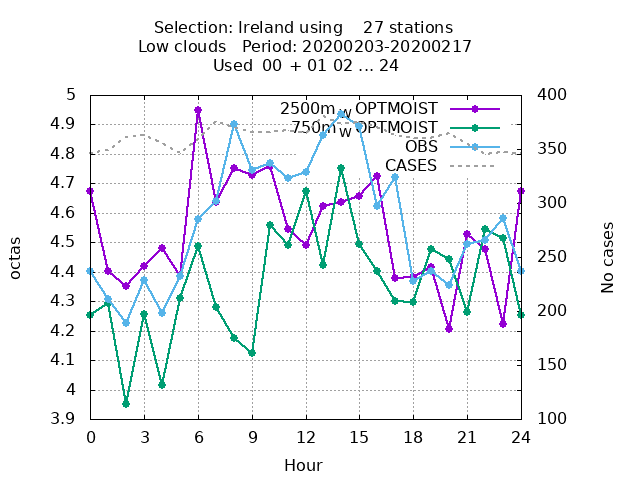 Selection: Ireland using 27 stations
Low clouds Period: 20200203-20200217
Used 00 + 01 02 ... 24
2500m_W OPTMOIST
750m_W OPTMOIST
OBS
CASES
5
4.9
4.8
4.7
4.6
4.5
4.4
4.3
4.2
4.1
4
3.9
octas
400
350
300
250
200
150
100
No cases
0 3 6 9 12 15 18 21 24
Hour